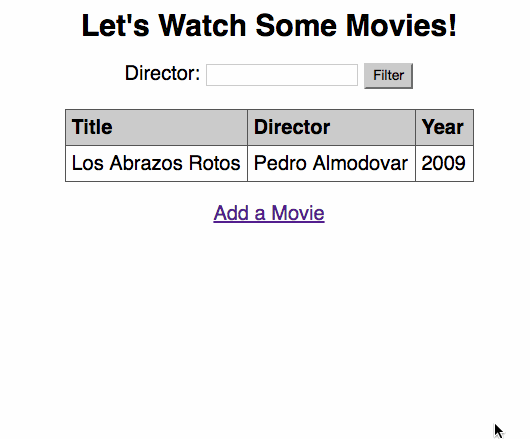 Let's Watch Some Movies!
Director: Filter
Title Director Year
Los Abrazos Rotos Pedro Almodovar 2009
Add a Movie